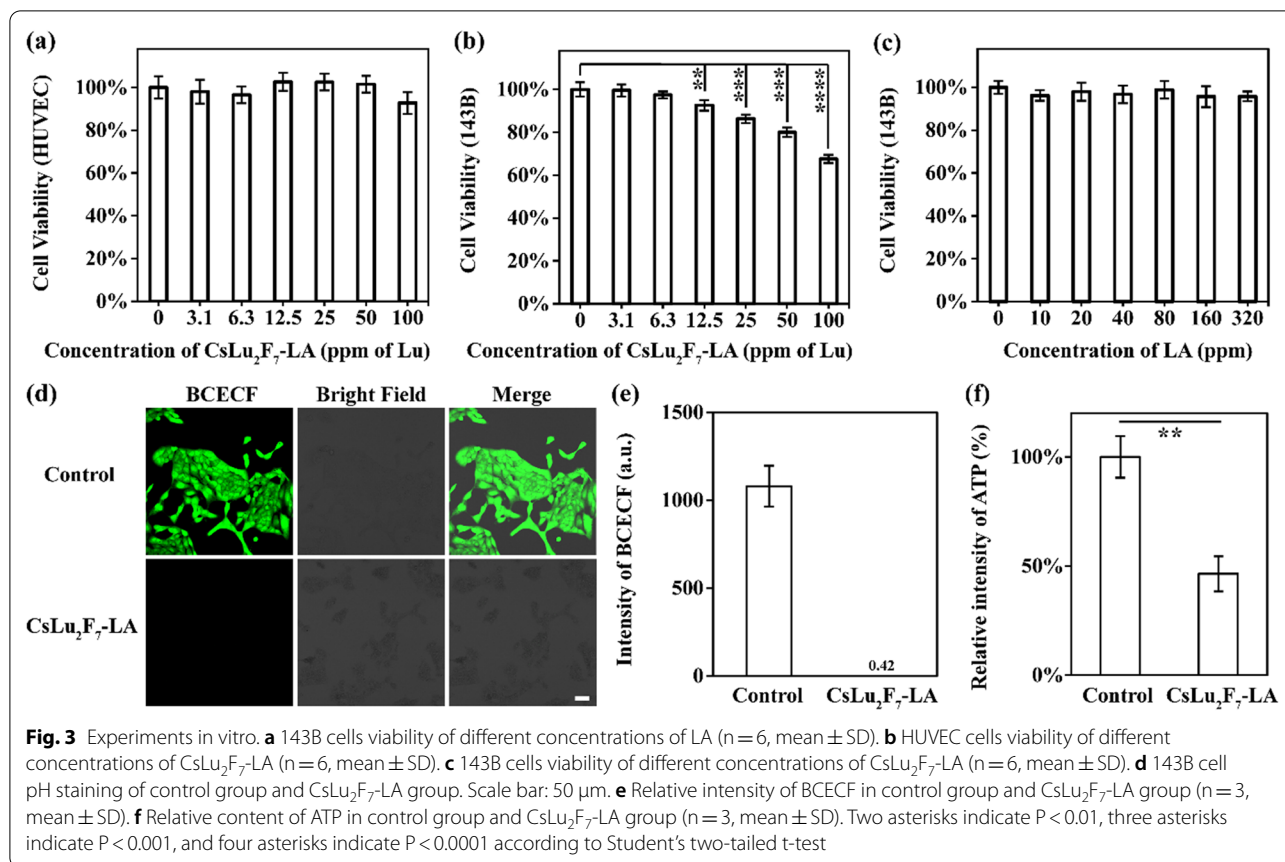 (a)
Cell Viability (HUVEC)
100%
80%
60%
40%
20%
0%
0 3.1 6.3 12.5 25 50 100
Concentration of CsLu₂F₇-LA (ppm of Lu)
(b)
Cell Viability (143B)
100%
80%
60%
40%
20%
0%
** *** *** ****
0 3.1 6.3 12.5 25 50 100
Concentration of CsLu₂F₇-LA (ppm of Lu)
(c)
Cell Viability (143B)
100%
80%
60%
40%
20%
0%
0 10 20 40 80 160 320
Concentration of LA (ppm)
(d)
BCECF Bright Field Merge
Control
CsLu₂F₇-LA
(e)
Intensity of BCECF (a.u.)
1500
1000
500
0
0.42
Control CsLu₂F₇-LA
(f)
Relative intensity of ATP (%)
100%
50%
0%
**
Control CsLu₂F₇-LA
Fig. 3 Experiments in vitro. a 143B cells viability of different concentrations of LA (n = 6, mean ± SD). b HUVEC cells viability of different
concentrations of CsLu₂F₇-LA (n = 6, mean ± SD). c 143B cells viability of different concentrations of CsLu₂F₇-LA (n = 6, mean ± SD). d 143B cell
pH staining of control group and CsLu₂F₇-LA group. Scale bar: 50 μm. e Relative intensity of BCECF in control group and CsLu₂F₇-LA group (n = 3,
mean ± SD). f Relative content of ATP in control group and CsLu₂F₇-LA group (n = 3, mean ± SD). Two asterisks indicate P < 0.01, three asterisks
indicate P < 0.001, and four asterisks indicate P < 0.0001 according to Student's two-tailed t-test